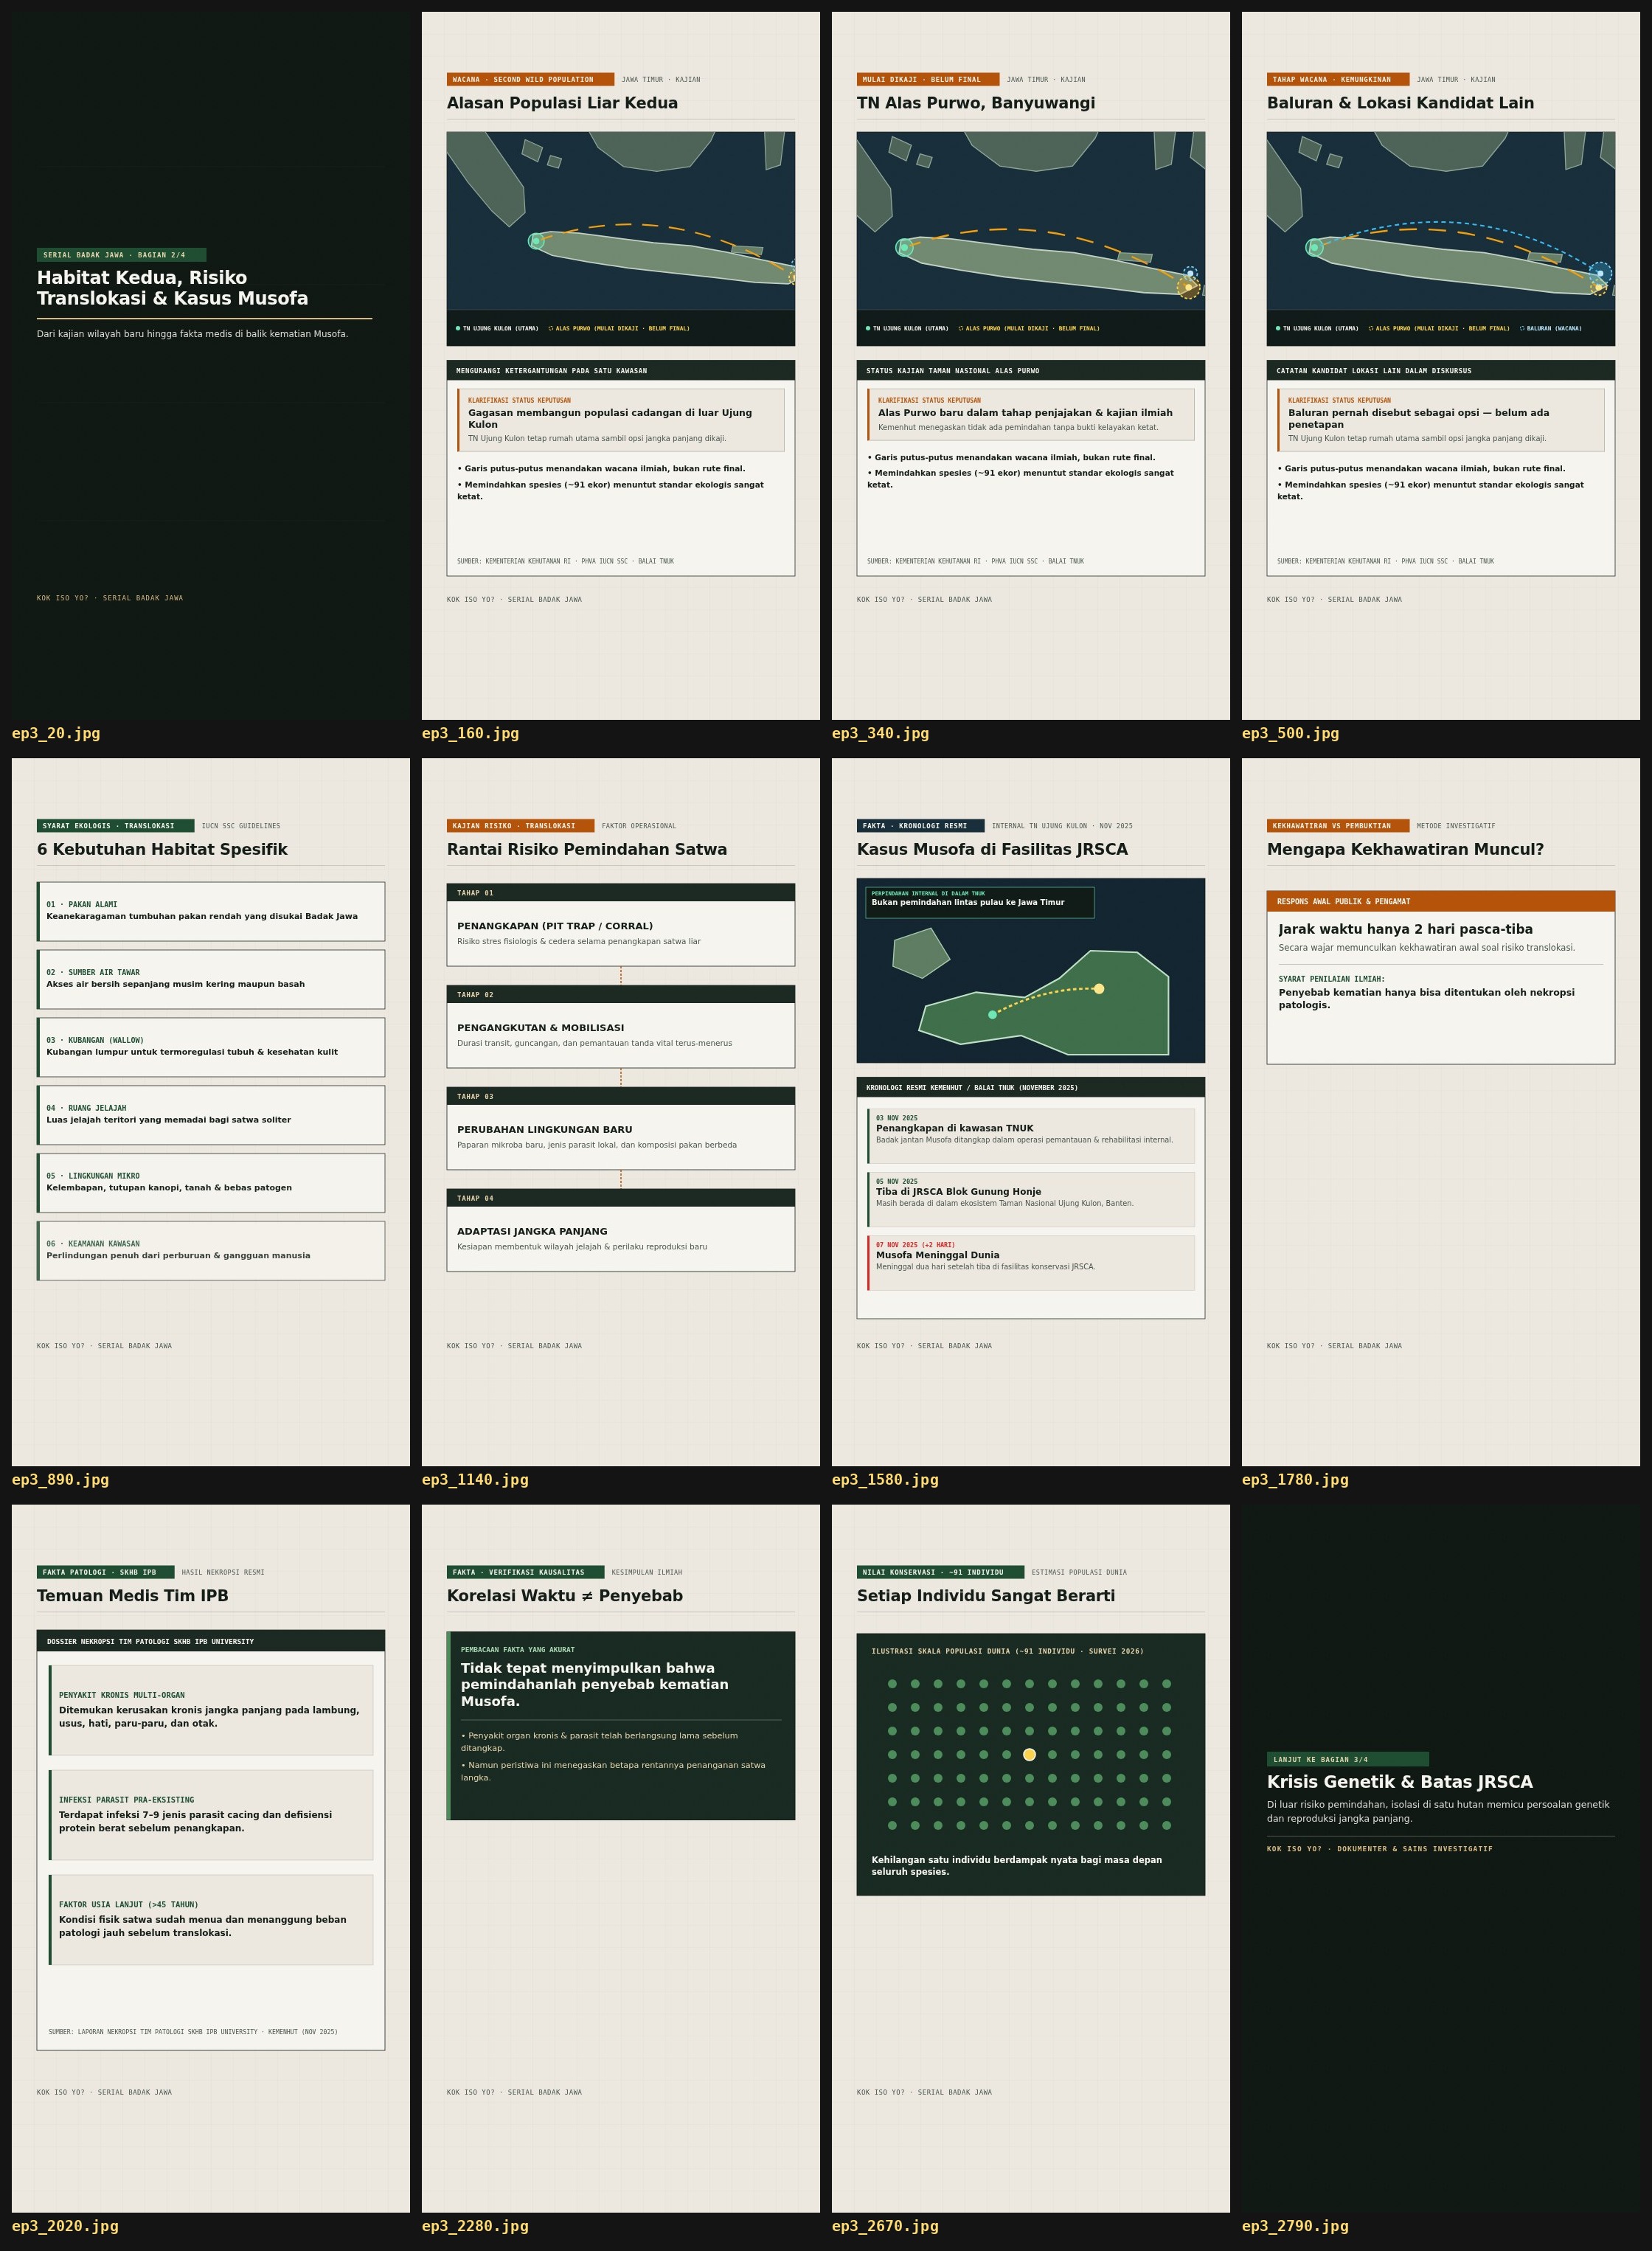 SERIAL BADAK JAWA · BAGIAN 2/4
Habitat Kedua, Risiko
Translokasi & Kasus Musofa
Dari kajian wilayah baru hingga fakta medis di balik kematian Musofa.
KOK ISO YO? · SERIAL BADAK JAWA
ep3_20.jpg
WACANA · SECOND WILD POPULATION
JAWA TIMUR · KAJIAN
Alasan Populasi Liar Kedua
TN UJUNG KULON (UTAMA)
ALAS PURWO (MULAI DIKAJI · BELUM FINAL)
MENGURANGI KETERGANTUNGAN PADA SATU KAWASAN
KLARIFIKASI STATUS KEPUTUSAN
Gagasan membangun populasi cadangan di luar Ujung
Kulon
TN Ujung Kulon tetap rumah utama sambil opsi jangka panjang dikaji.
• Garis putus-putus menandakan wacana ilmiah, bukan rute final.
• Memindahkan spesies (~91 ekor) menuntut standar ekologis sangat
ketat.
SUMBER: KEMENTERIAN KEHUTANAN RI · PHVA IUCN SSC · BALAI TNUK
KOK ISO YO? · SERIAL BADAK JAWA
ep3_160.jpg
MULAI DIKAJI · BELUM FINAL
JAWA TIMUR · KAJIAN
TN Alas Purwo, Banyuwangi
TN UJUNG KULON (UTAMA)
ALAS PURWO (MULAI DIKAJI · BELUM FINAL)
STATUS KAJIAN TAMAN NASIONAL ALAS PURWO
KLARIFIKASI STATUS KEPUTUSAN
Alas Purwo baru dalam tahap penjajakan & kajian ilmiah
Kemenhut menegaskan tidak ada pemindahan tanpa bukti kelayakan ketat.
• Garis putus-putus menandakan wacana ilmiah, bukan rute final.
• Memindahkan spesies (~91 ekor) menuntut standar ekologis sangat
ketat.
SUMBER: KEMENTERIAN KEHUTANAN RI · PHVA IUCN SSC · BALAI TNUK
KOK ISO YO? · SERIAL BADAK JAWA
ep3_340.jpg
TAHAP WACANA · KEMUNGKINAN
JAWA TIMUR · KAJIAN
Baluran & Lokasi Kandidat Lain
TN UJUNG KULON (UTAMA)
ALAS PURWO (MULAI DIKAJI · BELUM FINAL)
BALURAN (WACANA)
CATATAN KANDIDAT LOKASI LAIN DALAM DISKURSUS
KLARIFIKASI STATUS KEPUTUSAN
Baluran pernah disebut sebagai opsi — belum ada
penetapan
TN Ujung Kulon tetap rumah utama sambil opsi jangka panjang dikaji.
• Garis putus-putus menandakan wacana ilmiah, bukan rute final.
• Memindahkan spesies (~91 ekor) menuntut standar ekologis sangat
ketat.
SUMBER: KEMENTERIAN KEHUTANAN RI · PHVA IUCN SSC · BALAI TNUK
KOK ISO YO? · SERIAL BADAK JAWA
ep3_500.jpg
SYARAT EKOLOGIS · TRANSLOKASI
IUCN SSC GUIDELINES
6 Kebutuhan Habitat Spesifik
01 · PAKAN ALAMI
Keanekaragaman tumbuhan pakan rendah yang disukai Badak Jawa
02 · SUMBER AIR TAWAR
Akses air bersih sepanjang musim kering maupun basah
03 · KUBANGAN (WALLOW)
Kubangan lumpur untuk termoregulasi tubuh & kesehatan kulit
04 · RUANG JELAJAH
Luas jelajah teritori yang memadai bagi satwa soliter
05 · LINGKUNGAN MIKRO
Kelembapan, tutupan kanopi, tanah & bebas patogen
06 · KEAMANAN KAWASAN
Perlindungan penuh dari perburuan & gangguan manusia
KOK ISO YO? · SERIAL BADAK JAWA
ep3_890.jpg
KAJIAN RISIKO · TRANSLOKASI
FAKTOR OPERASIONAL
Rantai Risiko Pemindahan Satwa
TAHAP 01
PENANGKAPAN (PIT TRAP / CORRAL)
Risiko stres fisiologis & cedera selama penangkapan satwa liar
TAHAP 02
PENGANGKUTAN & MOBILISASI
Durasi transit, guncangan, dan pemantauan tanda vital terus-menerus
TAHAP 03
PERUBAHAN LINGKUNGAN BARU
Paparan mikroba baru, jenis parasit lokal, dan komposisi pakan berbeda
TAHAP 04
ADAPTASI JANGKA PANJANG
Kesiapan membentuk wilayah jelajah & perilaku reproduksi baru
KOK ISO YO? · SERIAL BADAK JAWA
ep3_1140.jpg
FAKTA · KRONOLOGI RESMI
INTERNAL TN UJUNG KULON · NOV 2025
Kasus Musofa di Fasilitas JRSCA
PERPINDAHAN INTERNAL DI DALAM TNUK
Bukan pemindahan lintas pulau ke Jawa Timur
KRONOLOGI RESMI KEMENHUT / BALAI TNUK (NOVEMBER 2025)
03 NOV 2025
Penangkapan di kawasan TNUK
Badak jantan Musofa ditangkap dalam operasi pemantauan & rehabilitasi internal.
05 NOV 2025
Tiba di JRSCA Blok Gunung Honje
Masih berada di dalam ekosistem Taman Nasional Ujung Kulon, Banten.
07 NOV 2025 (+2 HARI)
Musofa Meninggal Dunia
Meninggal dua hari setelah tiba di fasilitas konservasi JRSCA.
KOK ISO YO? · SERIAL BADAK JAWA
ep3_1580.jpg
KEKHAWATIRAN VS PEMBUKTIAN
METODE INVESTIGATIF
Mengapa Kekhawatiran Muncul?
RESPONS AWAL PUBLIK & PENGAMAT
Jarak waktu hanya 2 hari pasca-tiba
Secara wajar memunculkan kekhawatiran awal soal risiko translokasi.
SYARAT PENILAIAN ILMIAH:
Penyebab kematian hanya bisa ditentukan oleh nekropsi
patologis.
KOK ISO YO? · SERIAL BADAK JAWA
ep3_1780.jpg
FAKTA PATOLOGI · SKHB IPB
HASIL NEKROPSI RESMI
Temuan Medis Tim IPB
DOSSIER NEKROPSI TIM PATOLOGI SKHB IPB UNIVERSITY
PENYAKIT KRONIS MULTI-ORGAN
Ditemukan kerusakan kronis jangka panjang pada lambung,
usus, hati, paru-paru, dan otak.
INFEKSI PARASIT PRA-EKSISTING
Terdapat infeksi 7–9 jenis parasit cacing dan defisiensi
protein berat sebelum penangkapan.
FAKTOR USIA LANJUT (>45 TAHUN)
Kondisi fisik satwa sudah menua dan menanggung beban
patologi jauh sebelum translokasi.
SUMBER: LAPORAN NEKROPSI TIM PATOLOGI SKHB IPB UNIVERSITY · KEMENHUT (NOV 2025)
KOK ISO YO? · SERIAL BADAK JAWA
ep3_2020.jpg
FAKTA · VERIFIKASI KAUSALITAS
KESIMPULAN ILMIAH
Korelasi Waktu ≠ Penyebab
PEMBACAAN FAKTA YANG AKURAT
Tidak tepat menyimpulkan bahwa
pemindahanlah penyebab kematian
Musofa.
• Penyakit organ kronis & parasit telah berlangsung lama sebelum
ditangkap.
• Namun peristiwa ini menegaskan betapa rentannya penanganan satwa
langka.
KOK ISO YO? · SERIAL BADAK JAWA
ep3_2280.jpg
NILAI KONSERVASI · ~91 INDIVIDU
ESTIMASI POPULASI DUNIA
Setiap Individu Sangat Berarti
ILUSTRASI SKALA POPULASI DUNIA (~91 INDIVIDU · SURVEI 2026)
Kehilangan satu individu berdampak nyata bagi masa depan
seluruh spesies.
KOK ISO YO? · SERIAL BADAK JAWA
ep3_2670.jpg
LANJUT KE BAGIAN 3/4
Krisis Genetik & Batas JRSCA
Di luar risiko pemindahan, isolasi di satu hutan memicu persoalan genetik
dan reproduksi jangka panjang.
KOK ISO YO? · DOKUMENTER & SAINS INVESTIGATIF
ep3_2790.jpg